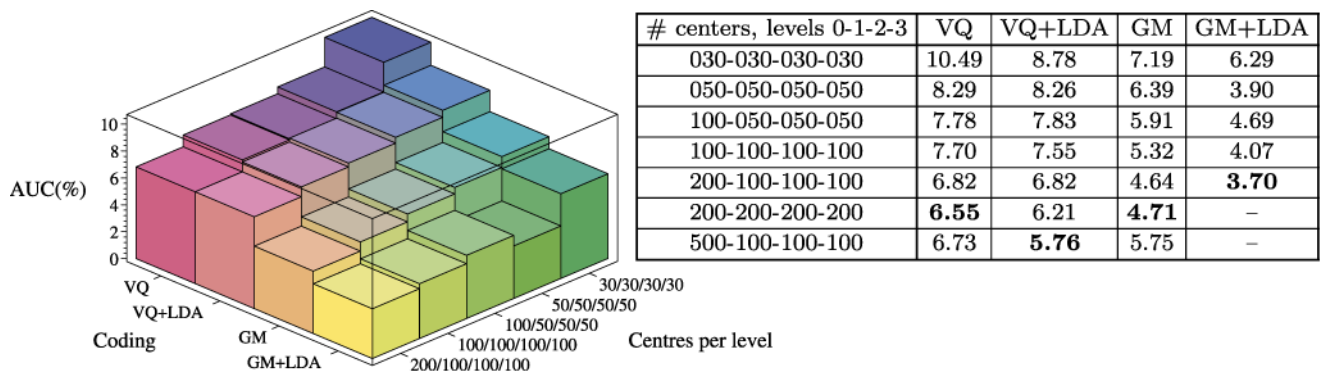 10
8
6
4
2
0
AUC(%)
VQ
VQ+LDA
GM
GM+LDA
Coding
30/30/30/30
50/50/50/50
100/50/50/50
100/100/100/100
200/100/100/100
Centres per level
# centers, levels 0-1-2-3 VQ VQ+LDA GM GM+LDA
030-030-030-030 10.49 8.78 7.19 6.29
050-050-050-050 8.29 8.26 6.39 3.90
100-050-050-050 7.78 7.83 5.91 4.69
100-100-100-100 7.70 7.55 5.32 4.07
200-100-100-100 6.82 6.82 4.64 3.70
200-200-200-200 6.55 6.21 4.71 –
500-100-100-100 6.73 5.76 5.75 –